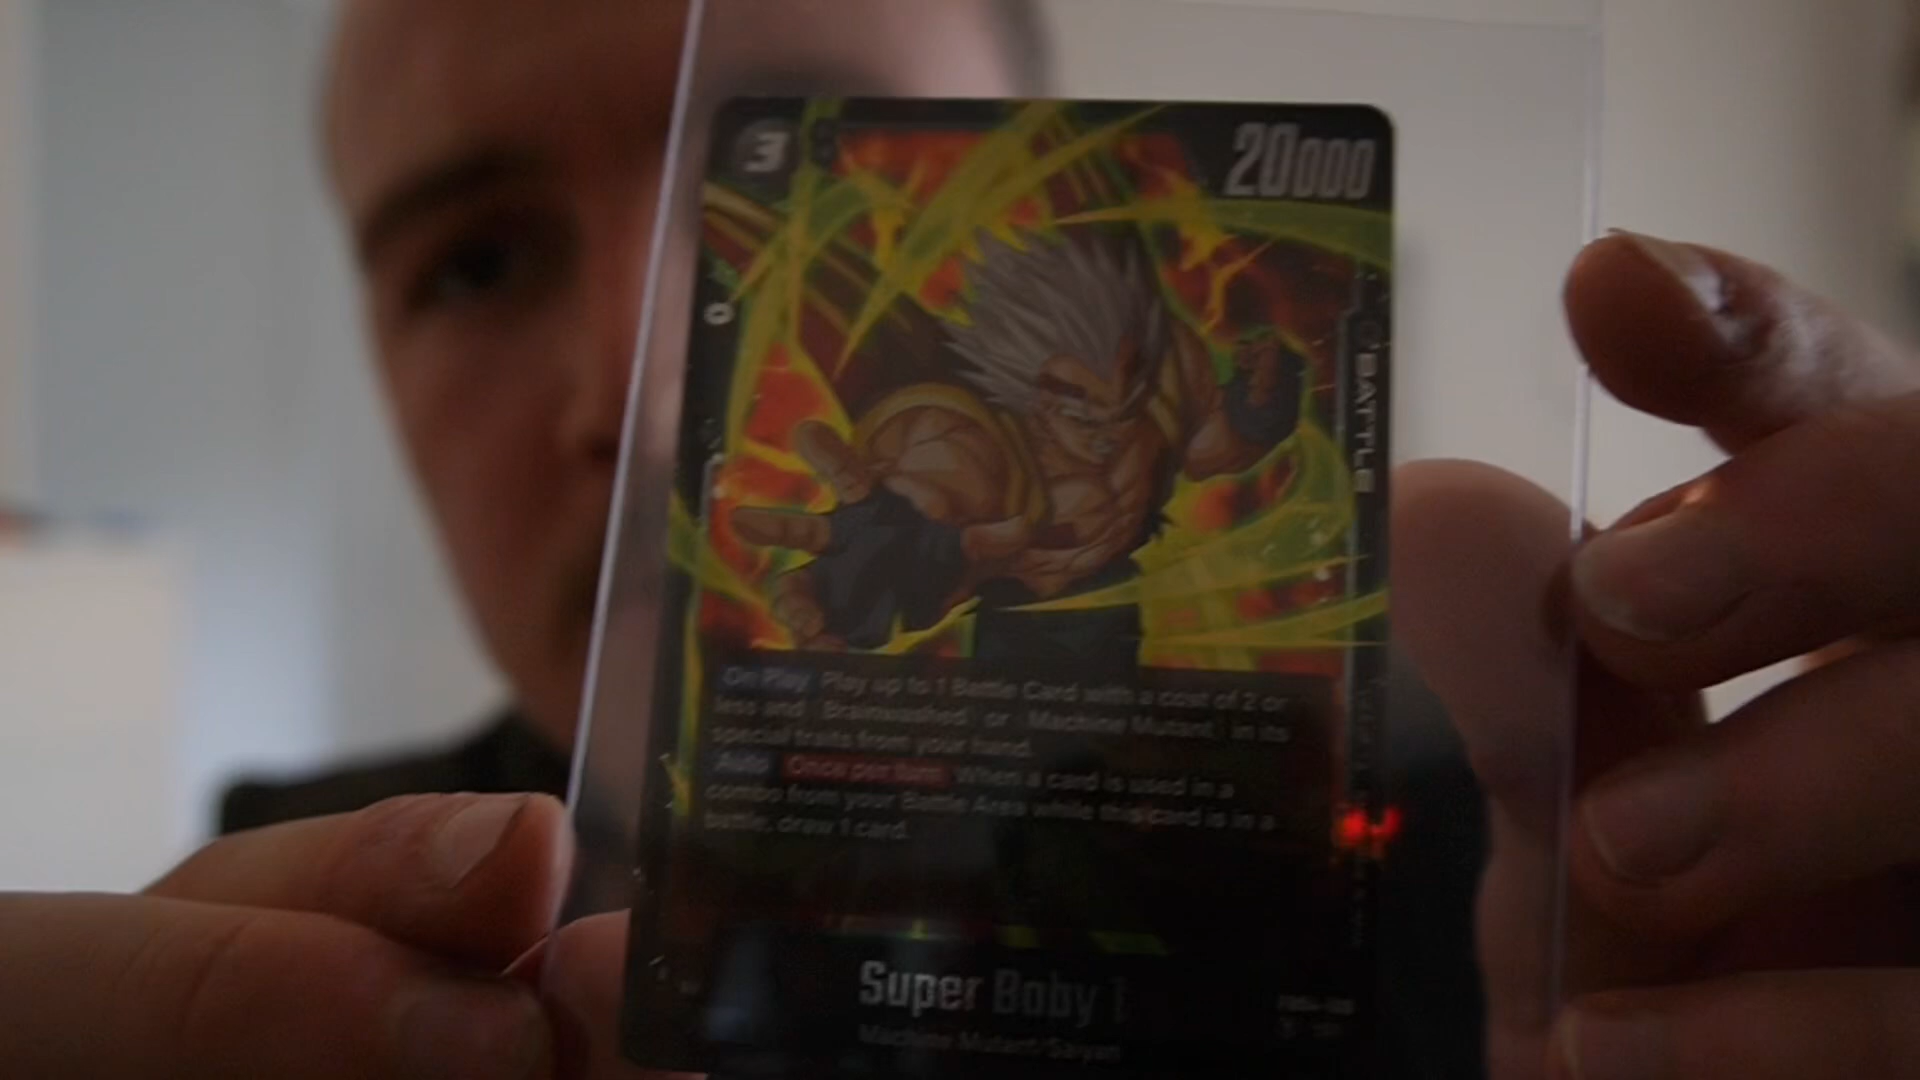 3
20000
0
BATTLE
On Play Play up to 1 Battle Card with a cost of 2 or
less and Brainwashed or Machine Mutant in its
special traits from your hand.
Auto Once per turn When a card is used in a
combo from your Battle Area while this card is in a
battle, draw 1 card.
Super Baby 1
Machine Mutant/Saiyan